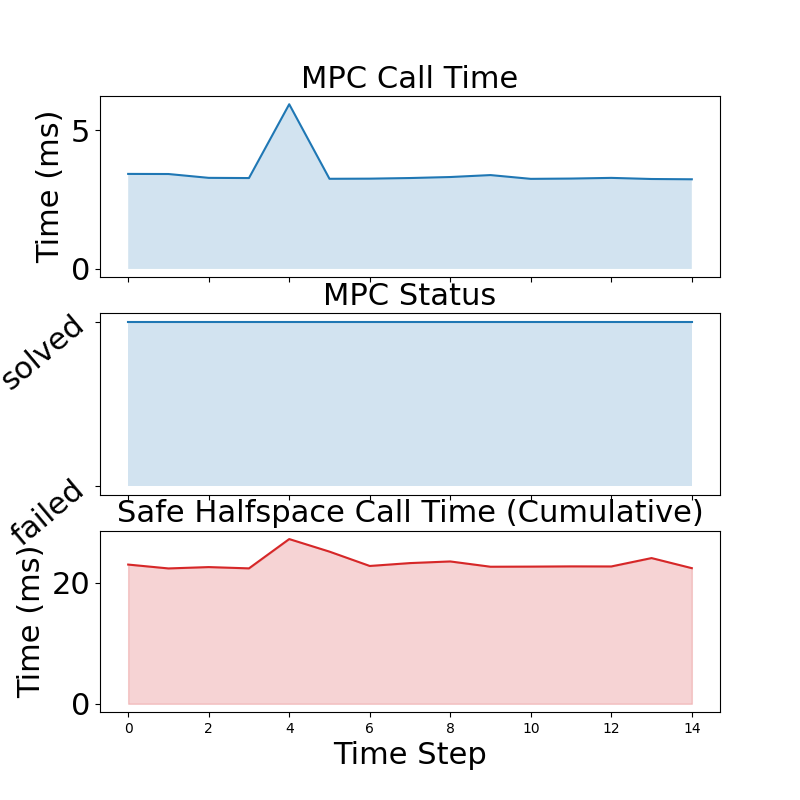 MPC Call Time
Time (ms)
5
0
MPC Status
solved
failed
Safe Halfspace Call Time (Cumulative)
Time (ms)
20
0
0 2 4 6 8 10 12 14
Time Step